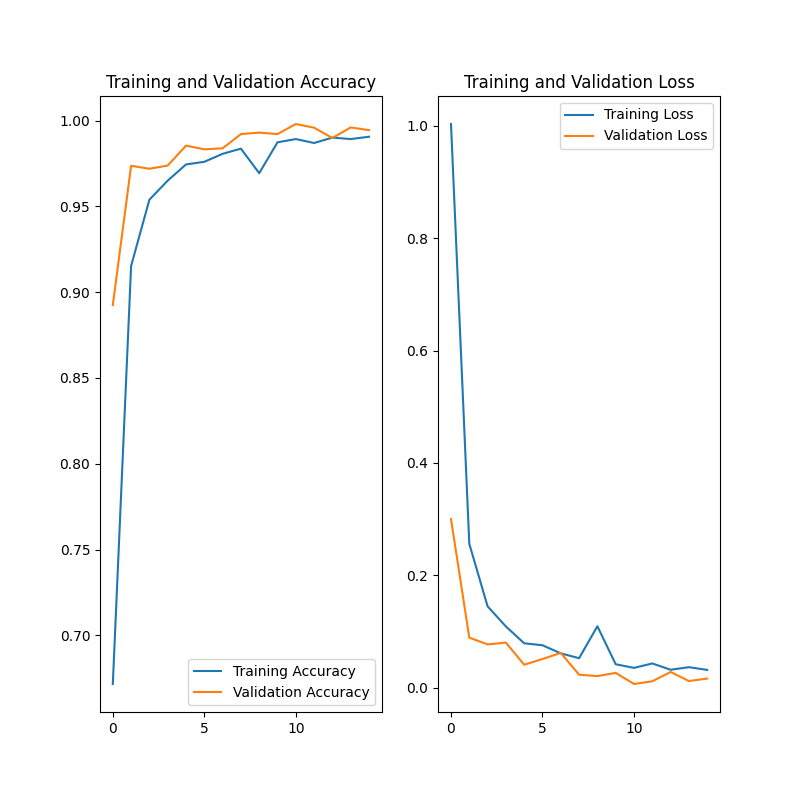 Training and Validation Accuracy
1.00
0.95
0.90
0.85
0.80
0.75
0.70
Training Accuracy
Validation Accuracy
0 5 10
Training and Validation Loss
Training Loss
Validation Loss
1.0
0.8
0.6
0.4
0.2
0.0
0 5 10